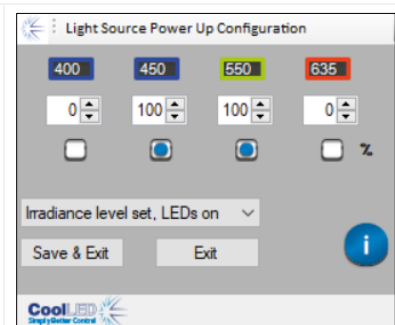 Light Source Power Up Configuration
400 450 550 635
0 100 100 0
%
Irradiance level set, LEDs on
Save & Exit Exit
i
CoolLED
Simply Better Control